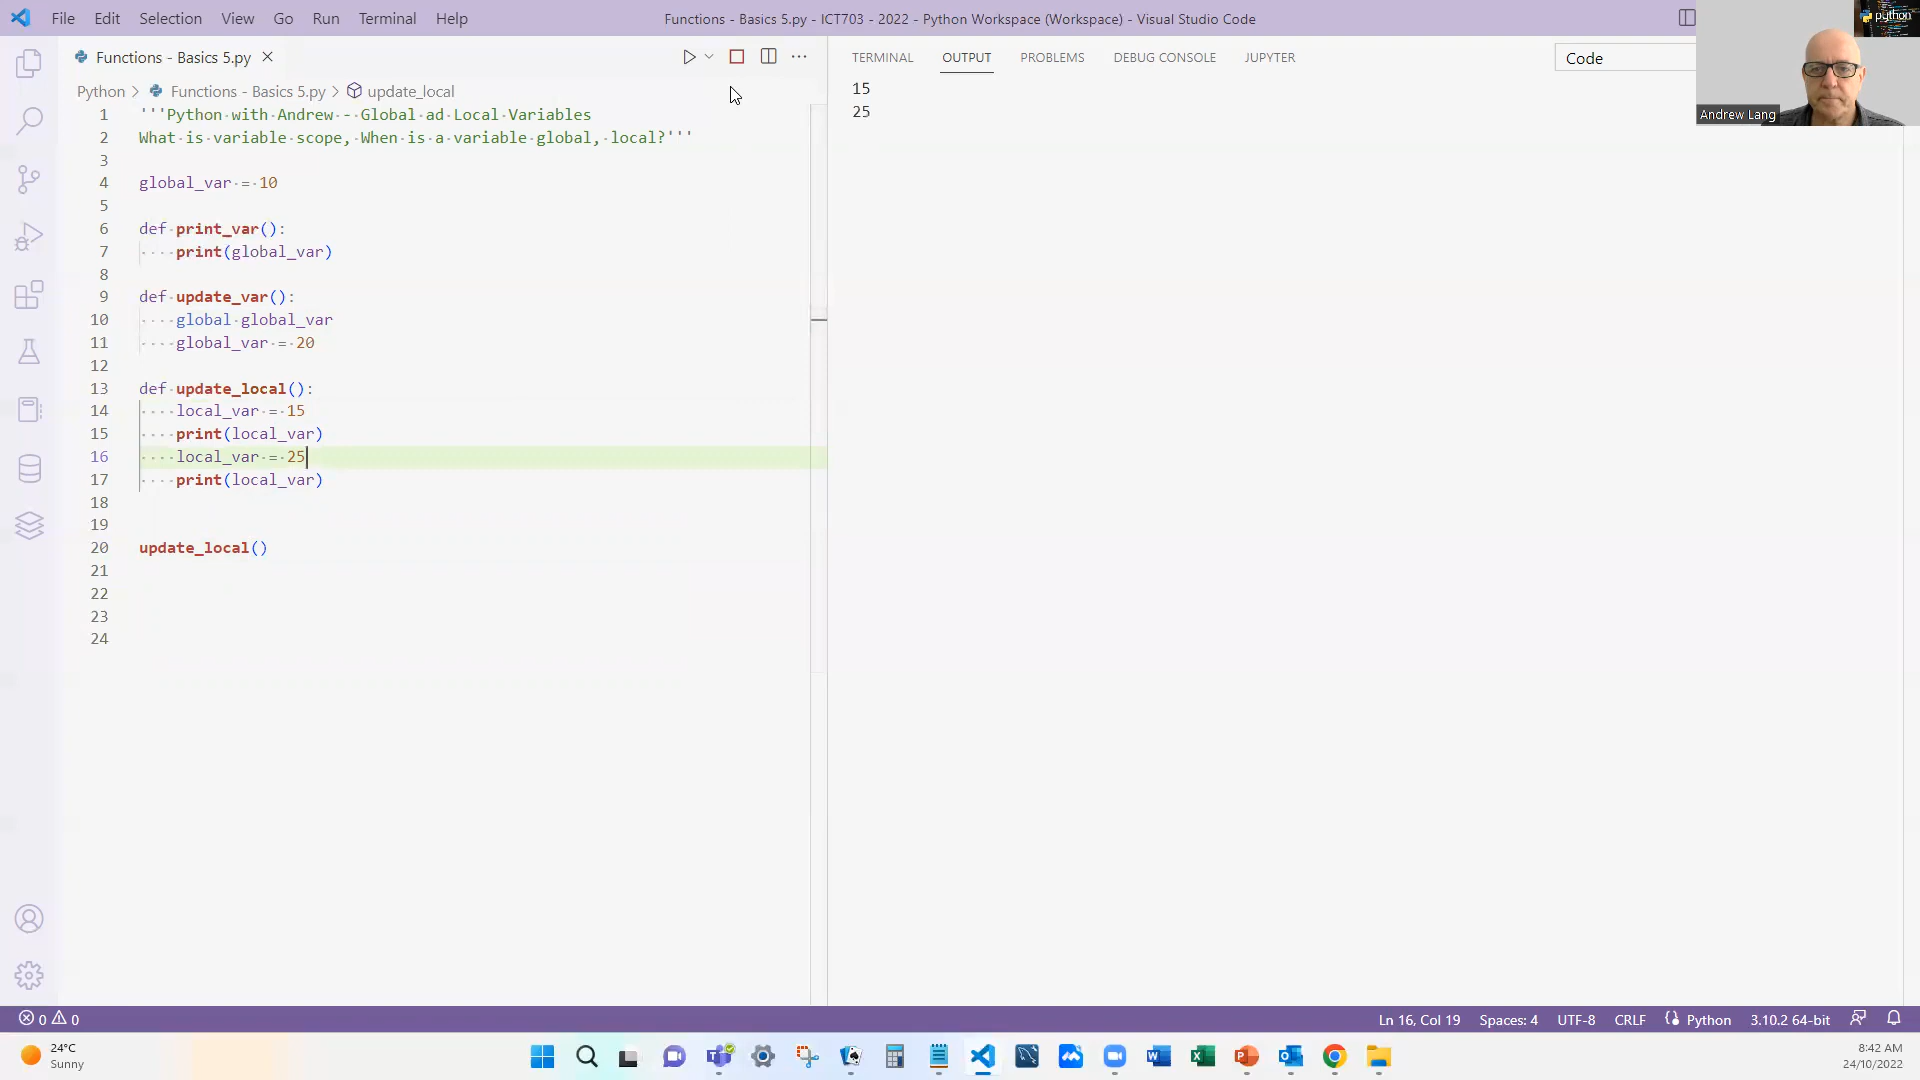 File Edit Selection View Go Run Terminal Help
Functions - Basics 5.py - ICT703 - 2022 - Python Workspace (Workspace) - Visual Studio Code
python
Functions - Basics 5.py
TERMINAL OUTPUT PROBLEMS DEBUG CONSOLE JUPYTER
Code
Andrew Lang
Python > Functions - Basics 5.py > update_local
1 '''Python with Andrew - Global ad Local Variables
2 What is variable scope, When is a variable global, local?'''
3
4 global_var = 10
5
6 def print_var():
7 print(global_var)
8
9 def update_var():
10 global global_var
11 global_var = 20
12
13 def update_local():
14 local_var = 15
15 print(local_var)
16 local_var = 25
17 print(local_var)
18
19
20 update_local()
21
22
23
24
15
25
0 0
Ln 16, Col 19 Spaces: 4 UTF-8 CRLF Python 3.10.2 64-bit
24°C
Sunny
8:42 AM
24/10/2022